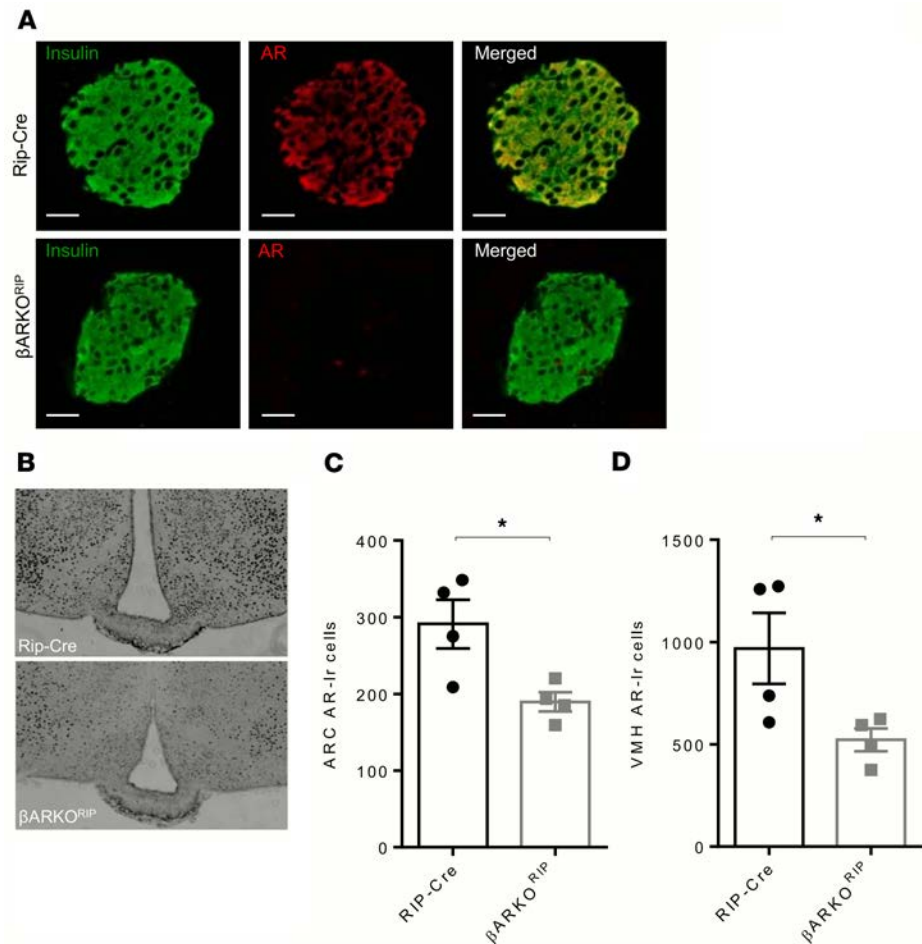 A
Insulin
AR
Merged
Rip-Cre
Insulin
AR
Merged
βARKO^RIP
B
Rip-Cre
βARKO^RIP
C
*
400
300
200
100
0
ARC AR-Ir cells
RIP-Cre
βARKO^RIP
D
*
1500
1000
500
0
VMH AR-Ir cells
RIP-Cre
βARKO^RIP